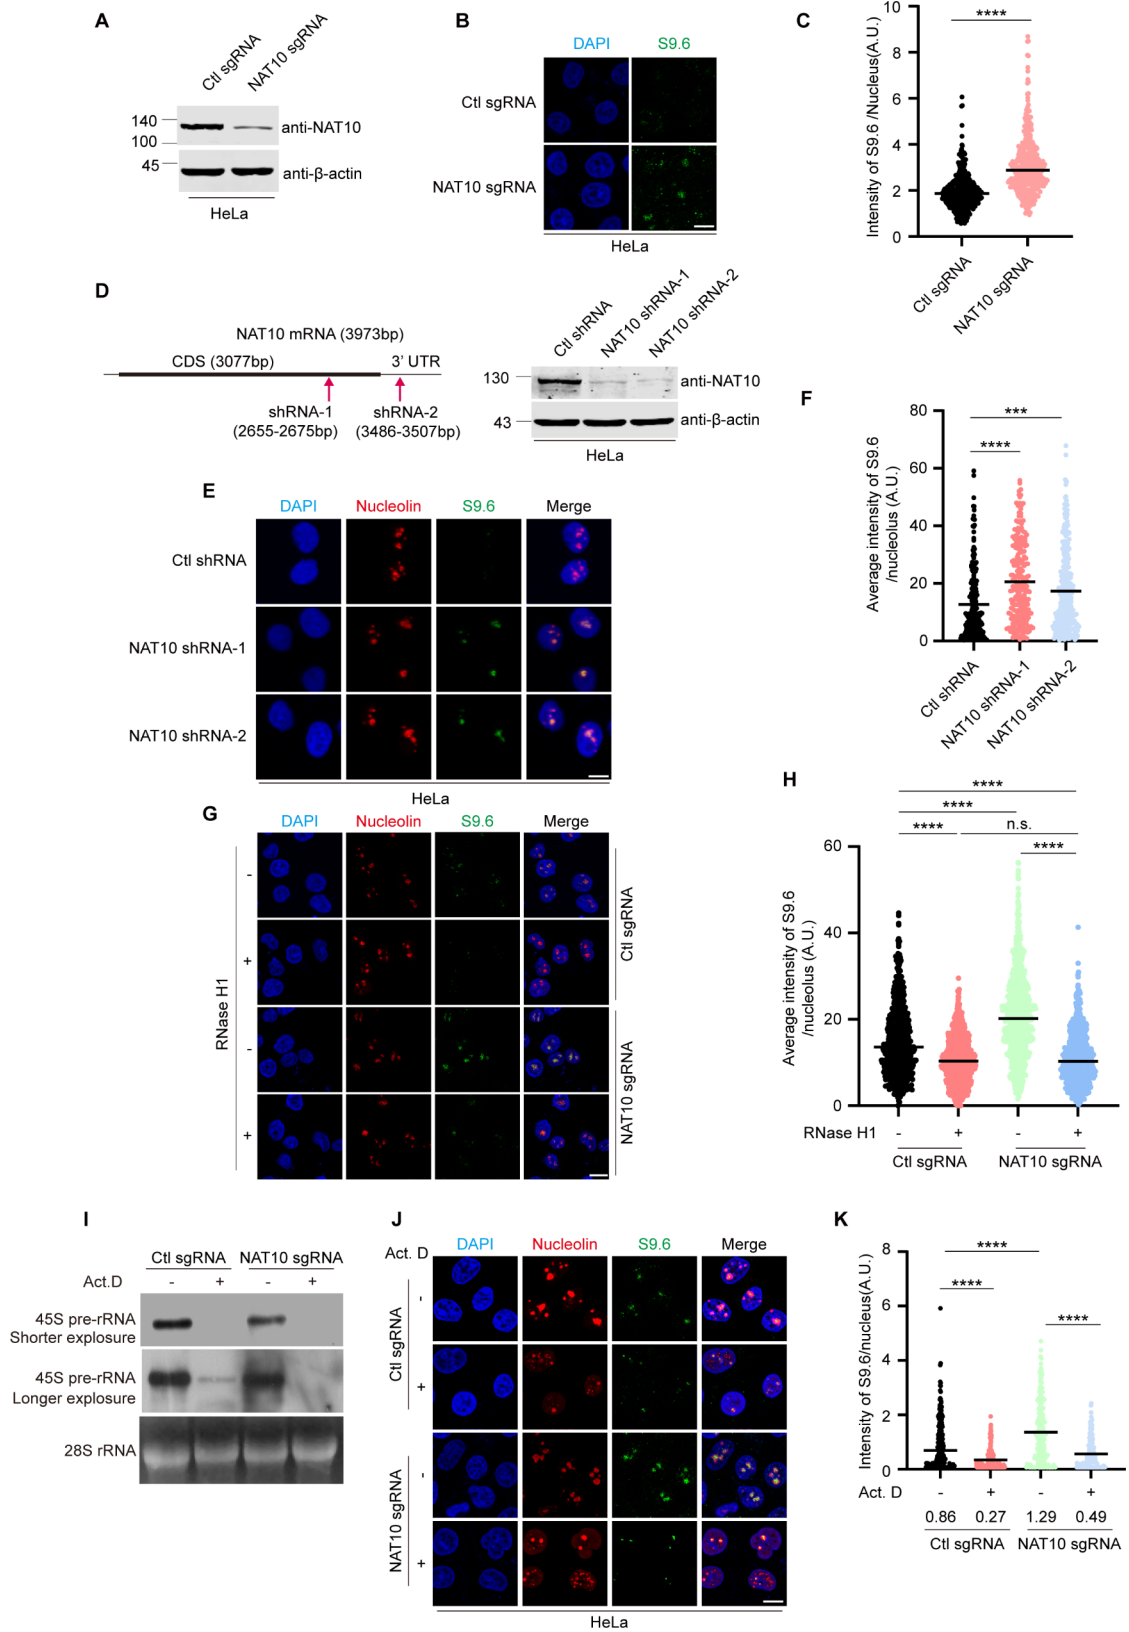 A
Ctl sgRNA
NAT10 sgRNA
140
100
45
anti-NAT10
anti-β-actin
HeLa
B
DAPI
S9.6
Ctl sgRNA
NAT10 sgRNA
HeLa
C
****
Intensity of S9.6 /Nucleus(A.U.)
10
8
6
4
2
0
Ctl sgRNA
NAT10 sgRNA
D
NAT10 mRNA (3973bp)
CDS (3077bp)
3' UTR
shRNA-1
(2655-2675bp)
shRNA-2
(3486-3507bp)
Ctl shRNA
NAT10 shRNA-1
NAT10 shRNA-2
130
43
anti-NAT10
anti-β-actin
HeLa
E
DAPI
Nucleolin
S9.6
Merge
Ctl shRNA
NAT10 shRNA-1
NAT10 shRNA-2
HeLa
F
***
****
Average intensity of S9.6
/nucleolus (A.U.)
80
60
40
20
0
Ctl shRNA
NAT10 shRNA-1
NAT10 shRNA-2
G
DAPI
Nucleolin
S9.6
Merge
RNase H1
-
+
-
+
Ctl sgRNA
NAT10 sgRNA
H
****
****
****
n.s.
****
Average intensity of S9.6
/nucleolus (A.U.)
60
40
20
0
RNase H1
-
+
-
+
Ctl sgRNA
NAT10 sgRNA
I
Ctl sgRNA
NAT10 sgRNA
Act.D
-
+
-
+
45S pre-rRNA
Shorter exposure
45S pre-rRNA
Longer exposure
28S rRNA
J
Act. D
DAPI
Nucleolin
S9.6
Merge
Ctl sgRNA
-
+
NAT10 sgRNA
-
+
HeLa
K
****
****
****
Intensity of S9.6/nucleus(A.U.)
8
6
4
2
0
Act. D
-
+
-
+
0.86
0.27
1.29
0.49
Ctl sgRNA
NAT10 sgRNA